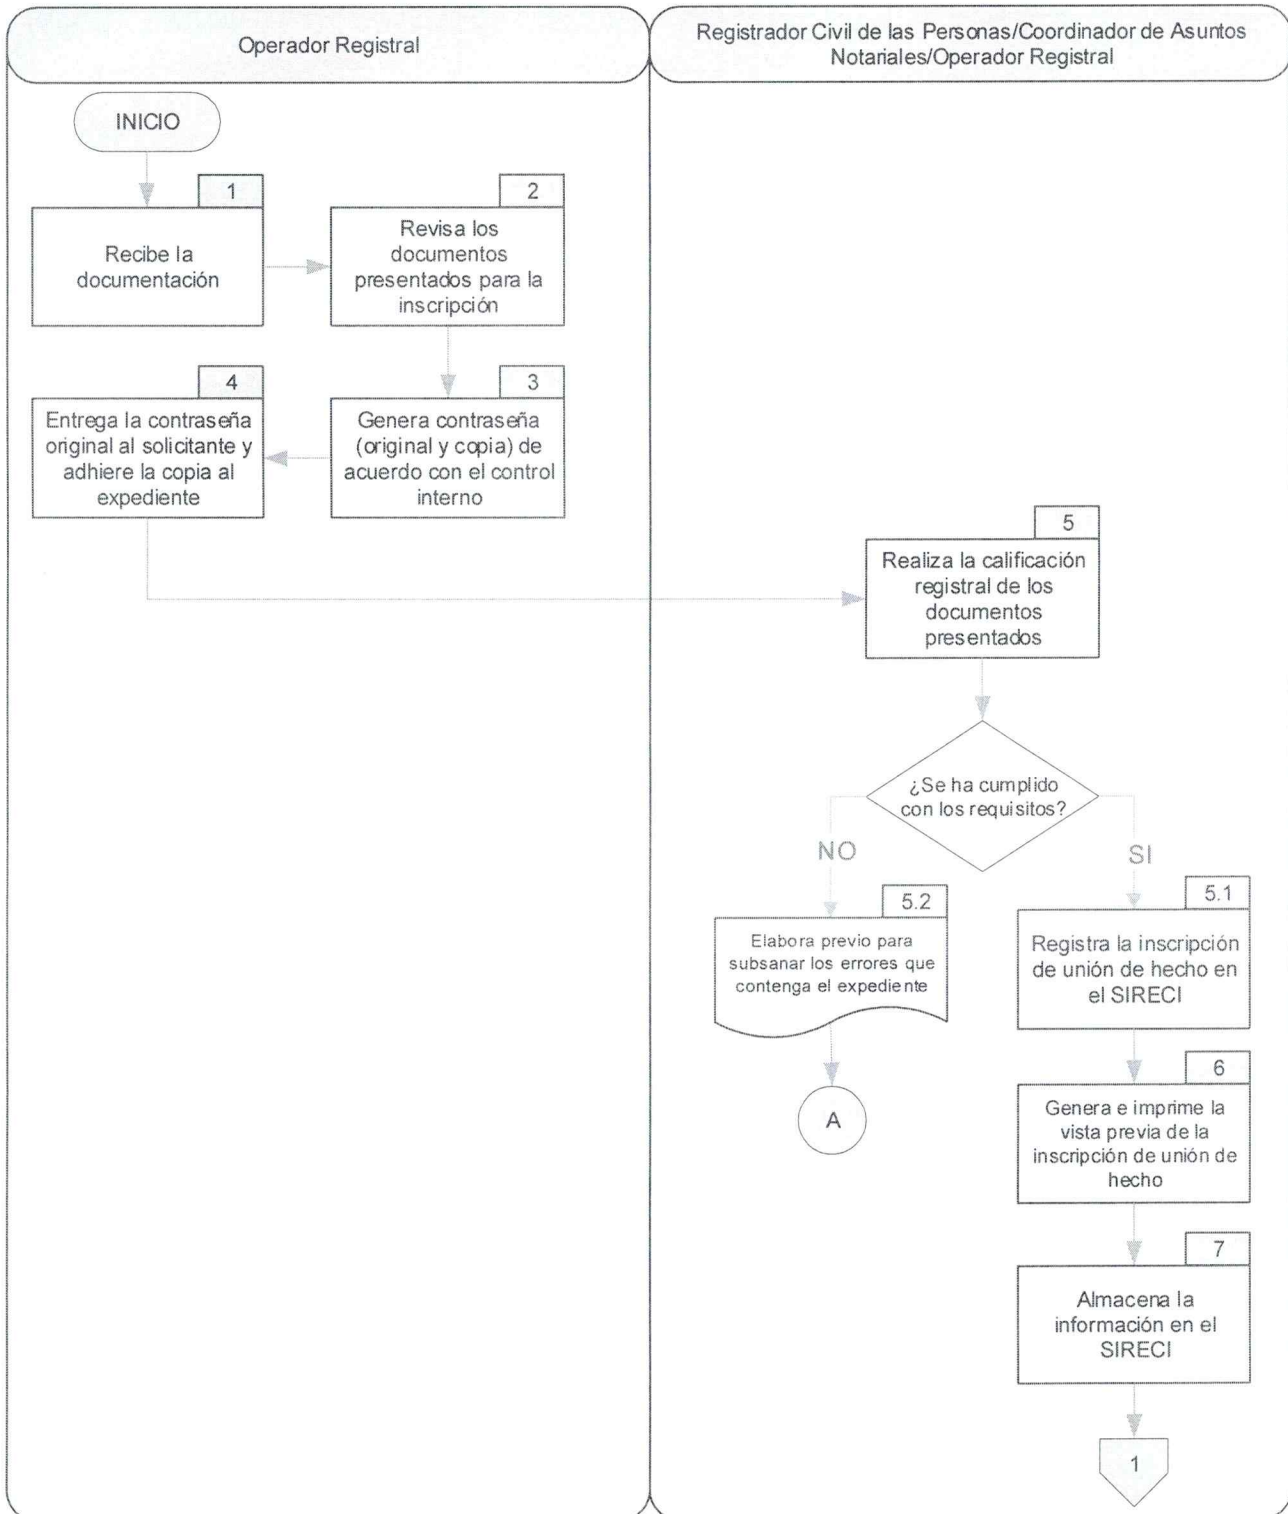 Operador Registral
Registrador Civil de las Personas/Coordinador de Asuntos
Notariales/Operador Registral
INICIO
1
Recibe la
documentación
2
Revisa los
documentos
presentados para la
inscripción
4
Entrega la contraseña
original al solicitante y
adhiere la copia al
expediente
3
Genera contraseña
(original y copia) de
acuerdo con el control
interno
5
Realiza la calificación
registral de los
documentos
presentados
¿Se ha cumplido
con los requisitos?
NO
SI
5.2
Elabora previo para
subsanar los errores que
contenga el expediente
A
5.1
Registra la inscripción
de unión de hecho en
el SIRECI
6
Genera e imprime la
vista previa de la
inscripción de unión de
hecho
7
Almacena la
información en el
SIRECI
1